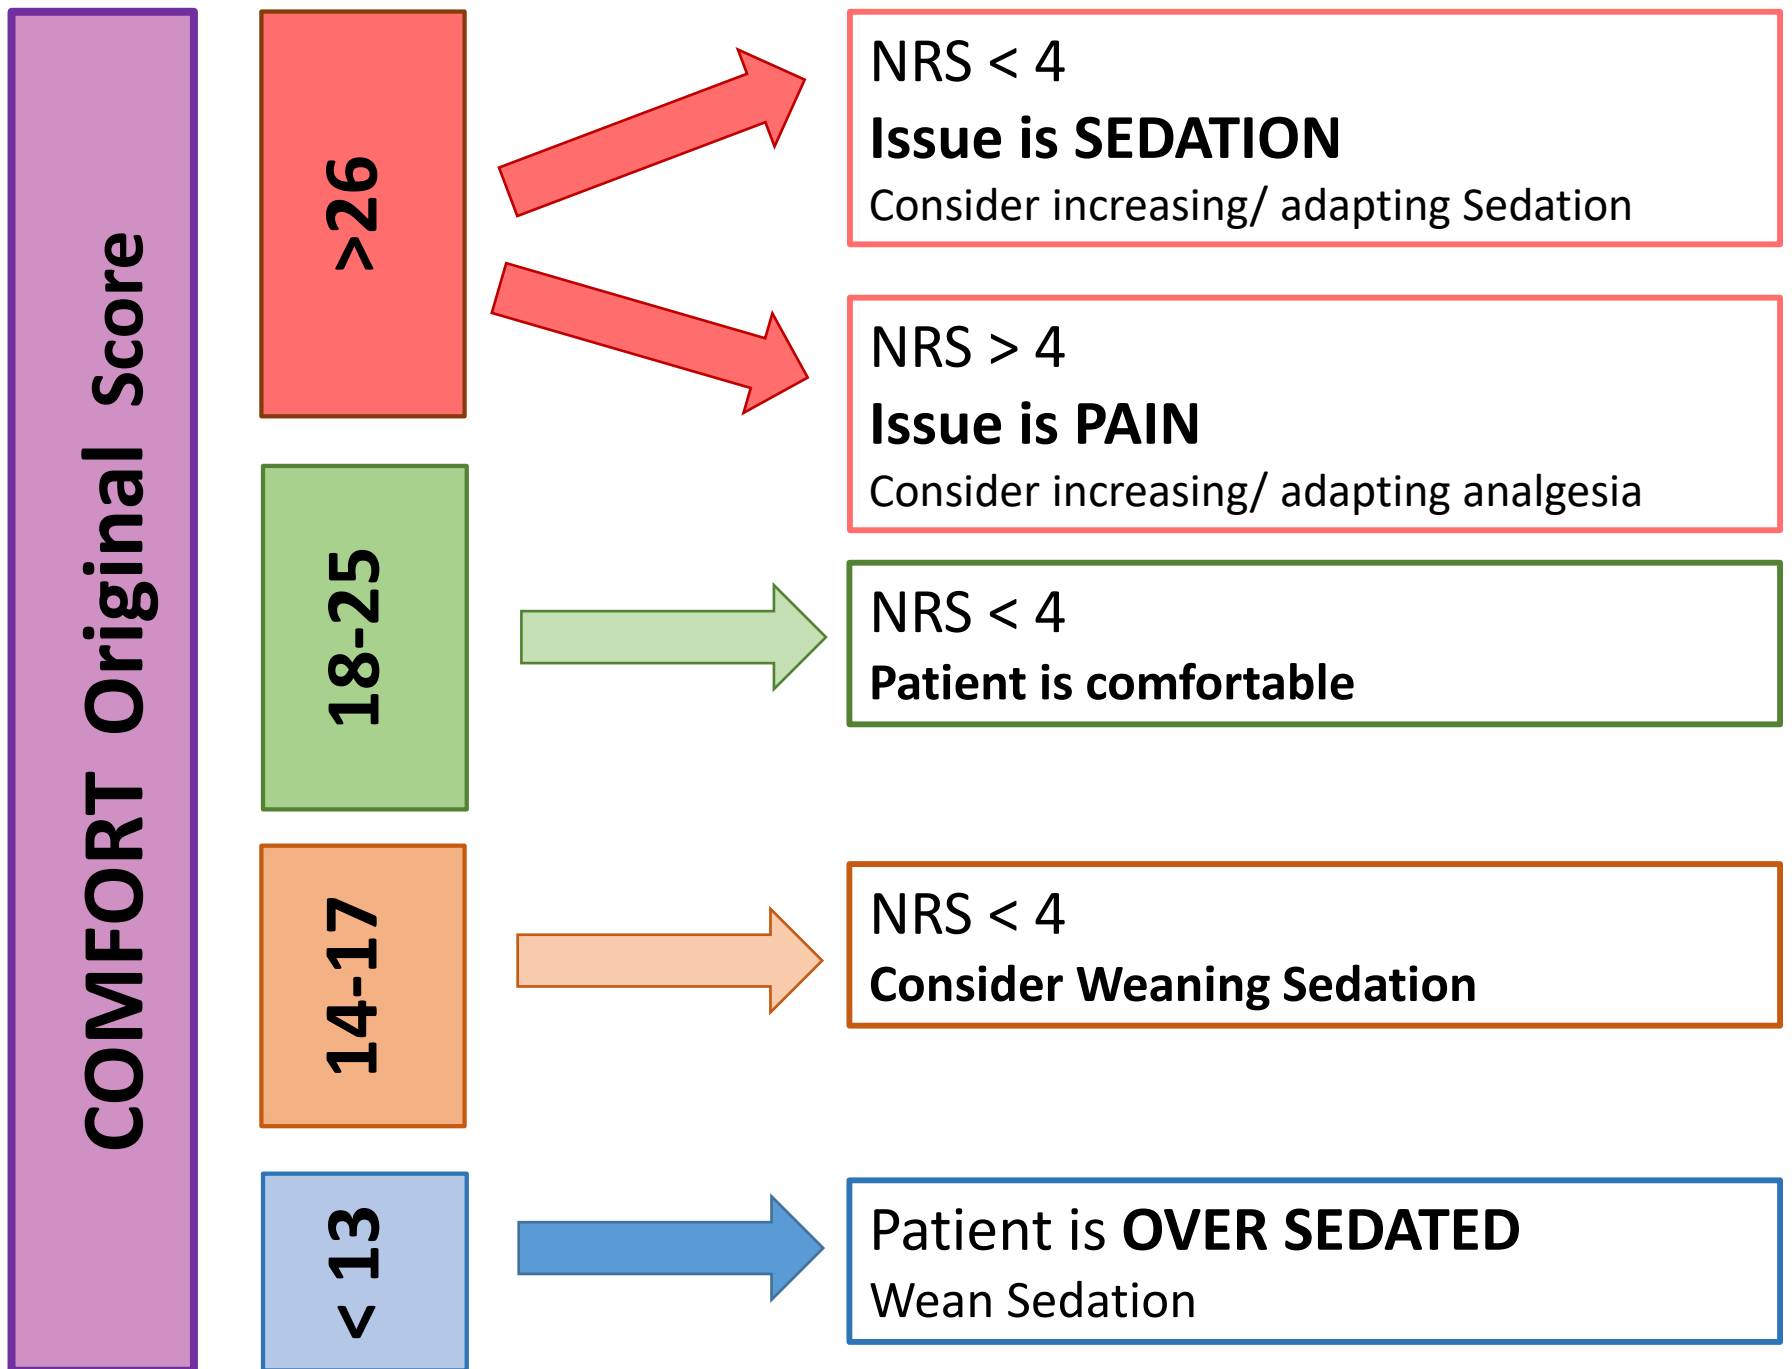 COMFORT Original Score
>26
NRS < 4
Issue is SEDATION
Consider increasing/ adapting Sedation
NRS > 4
Issue is PAIN
Consider increasing/ adapting analgesia
18-25
NRS < 4
Patient is comfortable
14-17
NRS < 4
Consider Weaning Sedation
< 13
Patient is OVER SEDATED
Wean Sedation